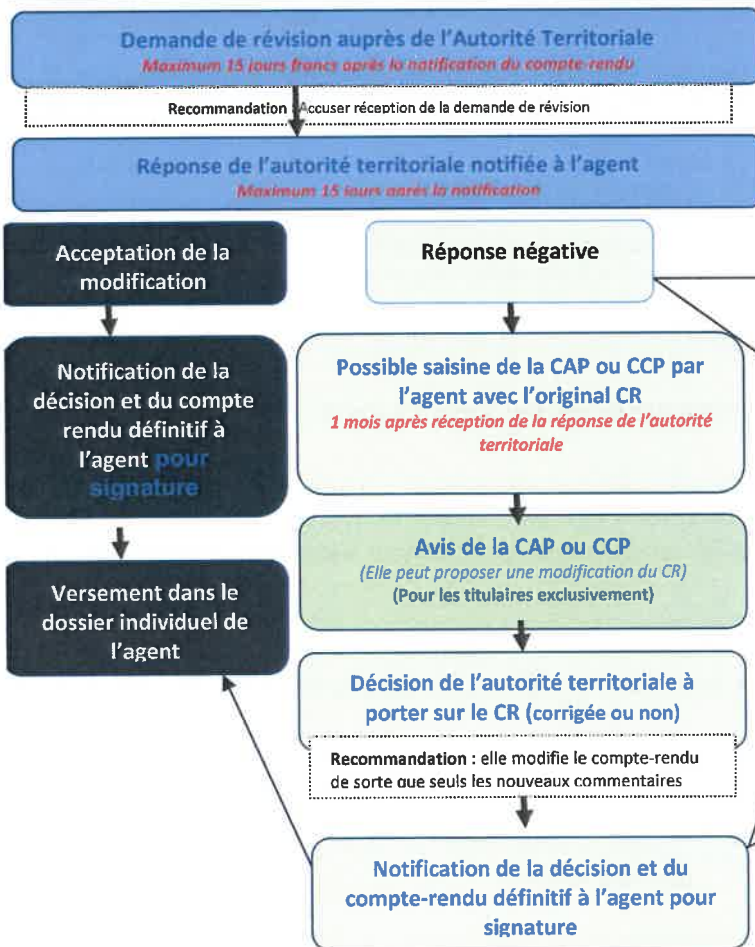 Demande de révision auprès de l'Autorité Territoriale
Maximum 15 jours francs après la notification du compte-rendu
Recommandation : Accuser réception de la demande de révision
Réponse de l'autorité territoriale notifiée à l'agent
Maximum 15 jours après la notification
Acceptation de la
modification
Notification de la
décision et du compte
rendu définitif à
l'agent pour
signature
Versement dans le
dossier individuel de
l'agent
Réponse négative
Possible saisine de la CAP ou CCP par
l'agent avec l'original CR
1 mois après réception de la réponse de l'autorité
territoriale
Avis de la CAP ou CCP
(Elle peut proposer une modification du CR)
(Pour les titulaires exclusivement)
Décision de l'autorité territoriale à
porter sur le CR (corrigée ou non)
Recommandation : elle modifie le compte-rendu
de sorte que seuls les nouveaux commentaires
Notification de la décision et du
compte-rendu définitif à l'agent pour
signature